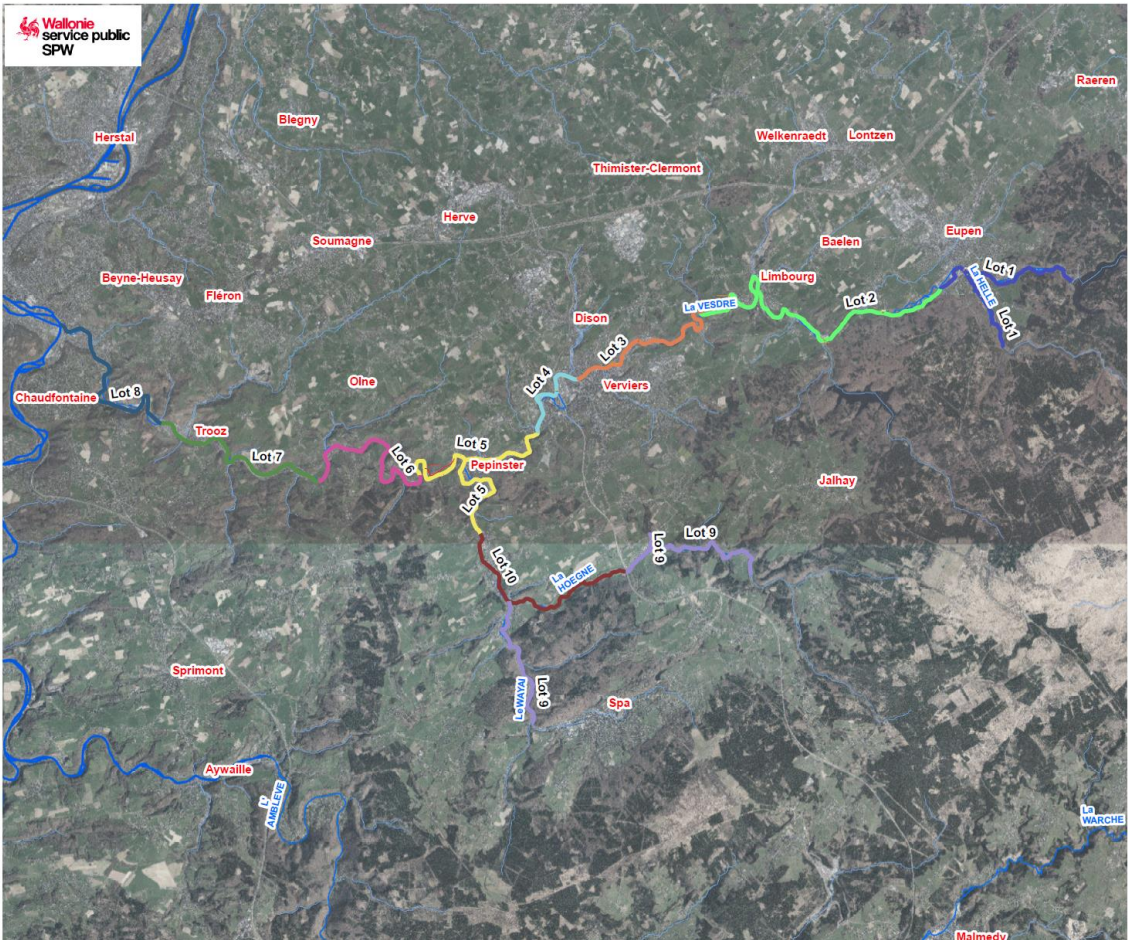 Wallonie
service public
SPW
Raeren
Blegny
Herstal
Welkenraedt
Lontzen
Thimister-Clermont
Herve
Eupen
Soumagne
Baelen
Lot 1
Beyne-Heusay
Limbourg
La HELLE
Fléron
La VESDRE
Lot 2
Lot 1
Dison
Lot 3
Olne
Lot 4
Verviers
Lot 8
Chaudfontaine
Trooz
Lot 5
Lot 7
Lot 6
Pepinster
Jalhay
Lot 5
Lot 9
Lot 9
Lot 10
La
HOEGNE
Sprimont
Le WAYAI
Lot 9
Spa
Aywaille
L'
AMBLEVE
La
WARCHE
Malmedy